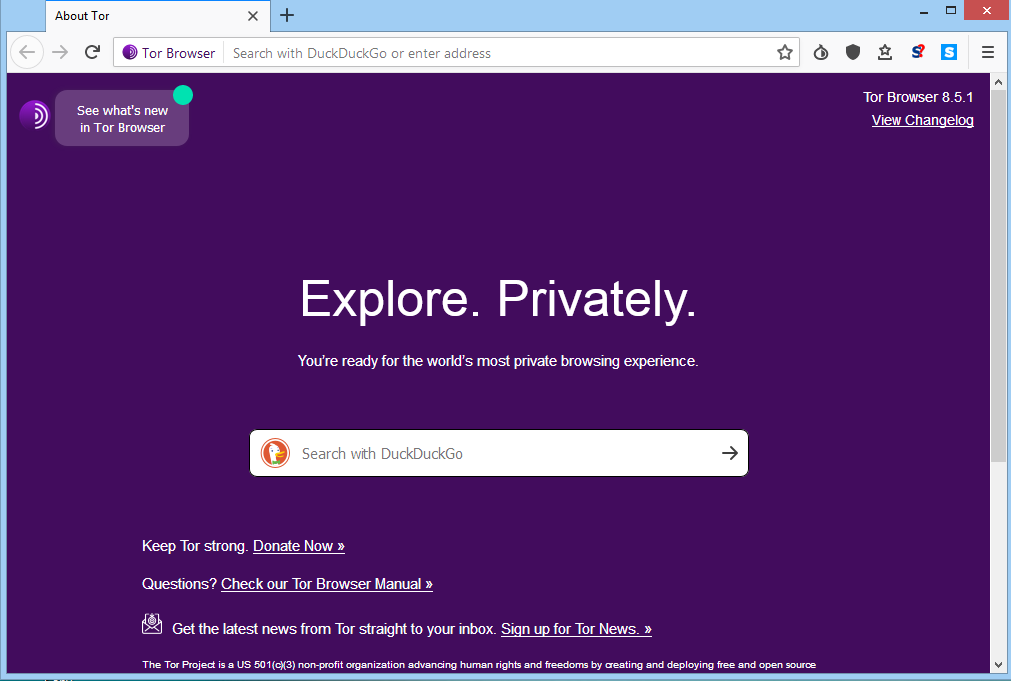 About Tor
Tor Browser
Search with DuckDuckGo or enter address
See what's new
in Tor Browser
Tor Browser 8.5.1
View Changelog
Explore. Privately.
You’re ready for the world’s most private browsing experience.
Search with DuckDuckGo
Keep Tor strong. Donate Now »
Questions? Check our Tor Browser Manual »
Get the latest news from Tor straight to your inbox. Sign up for Tor News. »
The Tor Project is a US 501(c)(3) non-profit organization advancing human rights and freedoms by creating and deploying free and open source